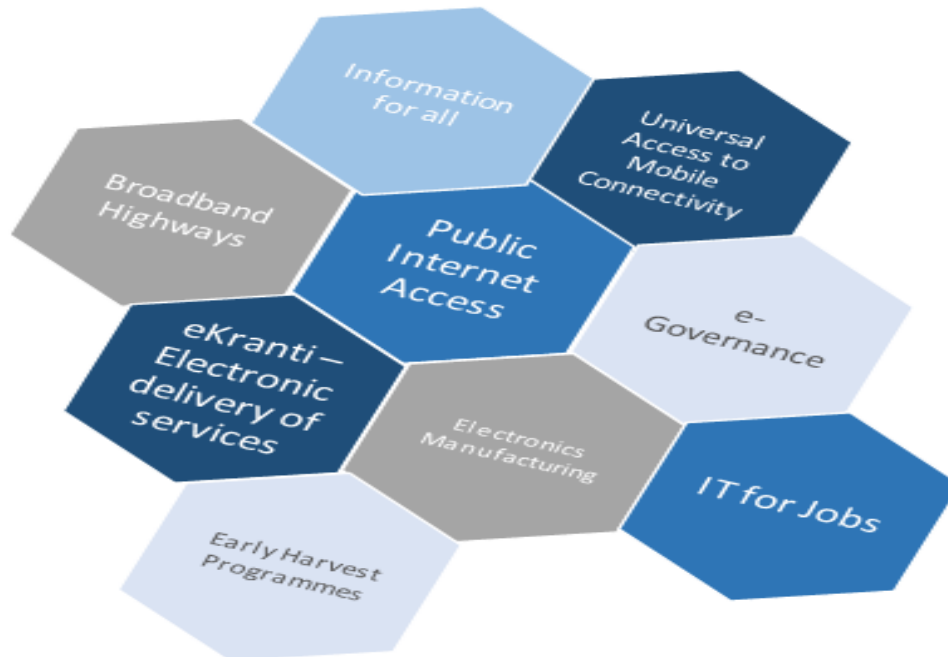 Information
for all
Universal
Access to
Mobile
Connectivity
Broadband
Highways
Public
Internet
Access
e-
Governance
eKranti –
Electronic
delivery of
services
Electronics
Manufacturing
IT for Jobs
Early Harvest
Programmes